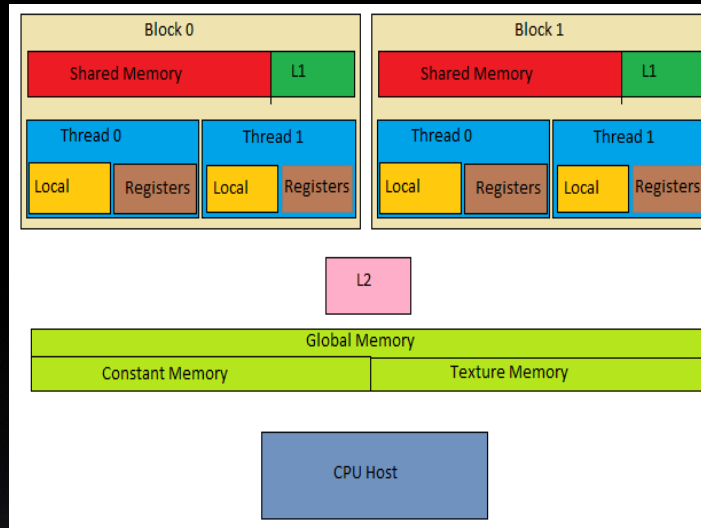 Block 0
Block 1
Shared Memory L1
Shared Memory L1
Thread 0 Thread 1
Thread 0 Thread 1
Local Registers Local Registers
Local Registers Local Registers
L2
Global Memory
Constant Memory Texture Memory
CPU Host